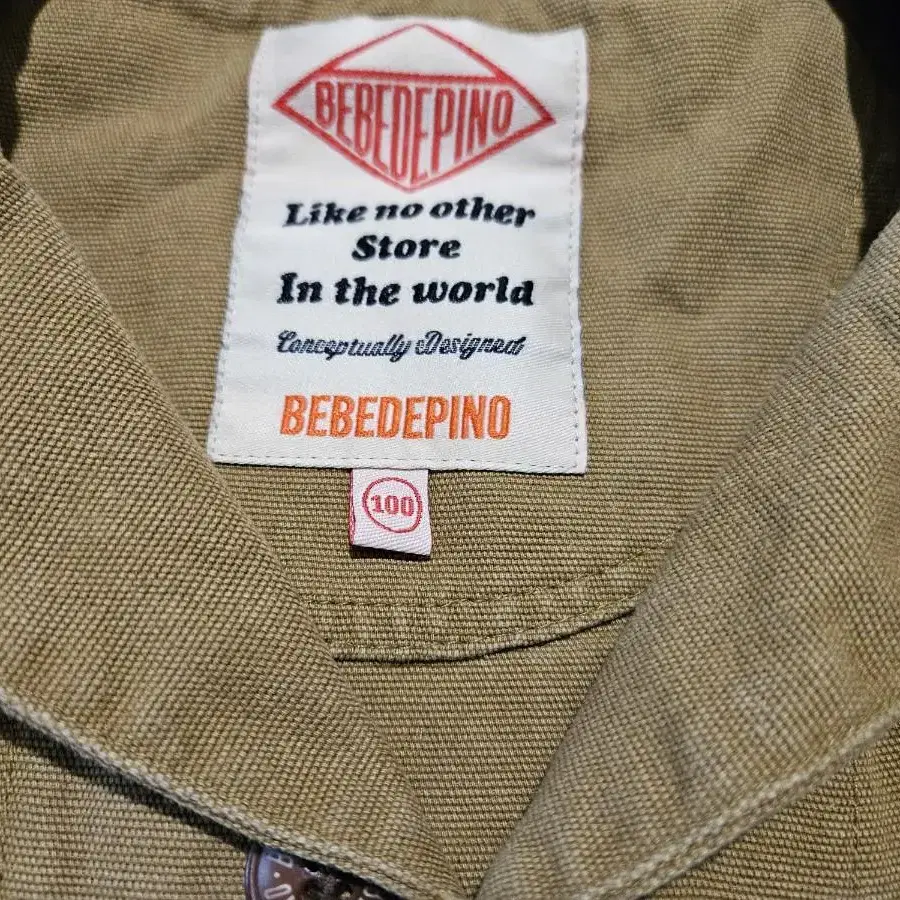 BEBEDEPINO
Like no other
Store
In the world
Conceptually Designed
BEBEDEPINO
100